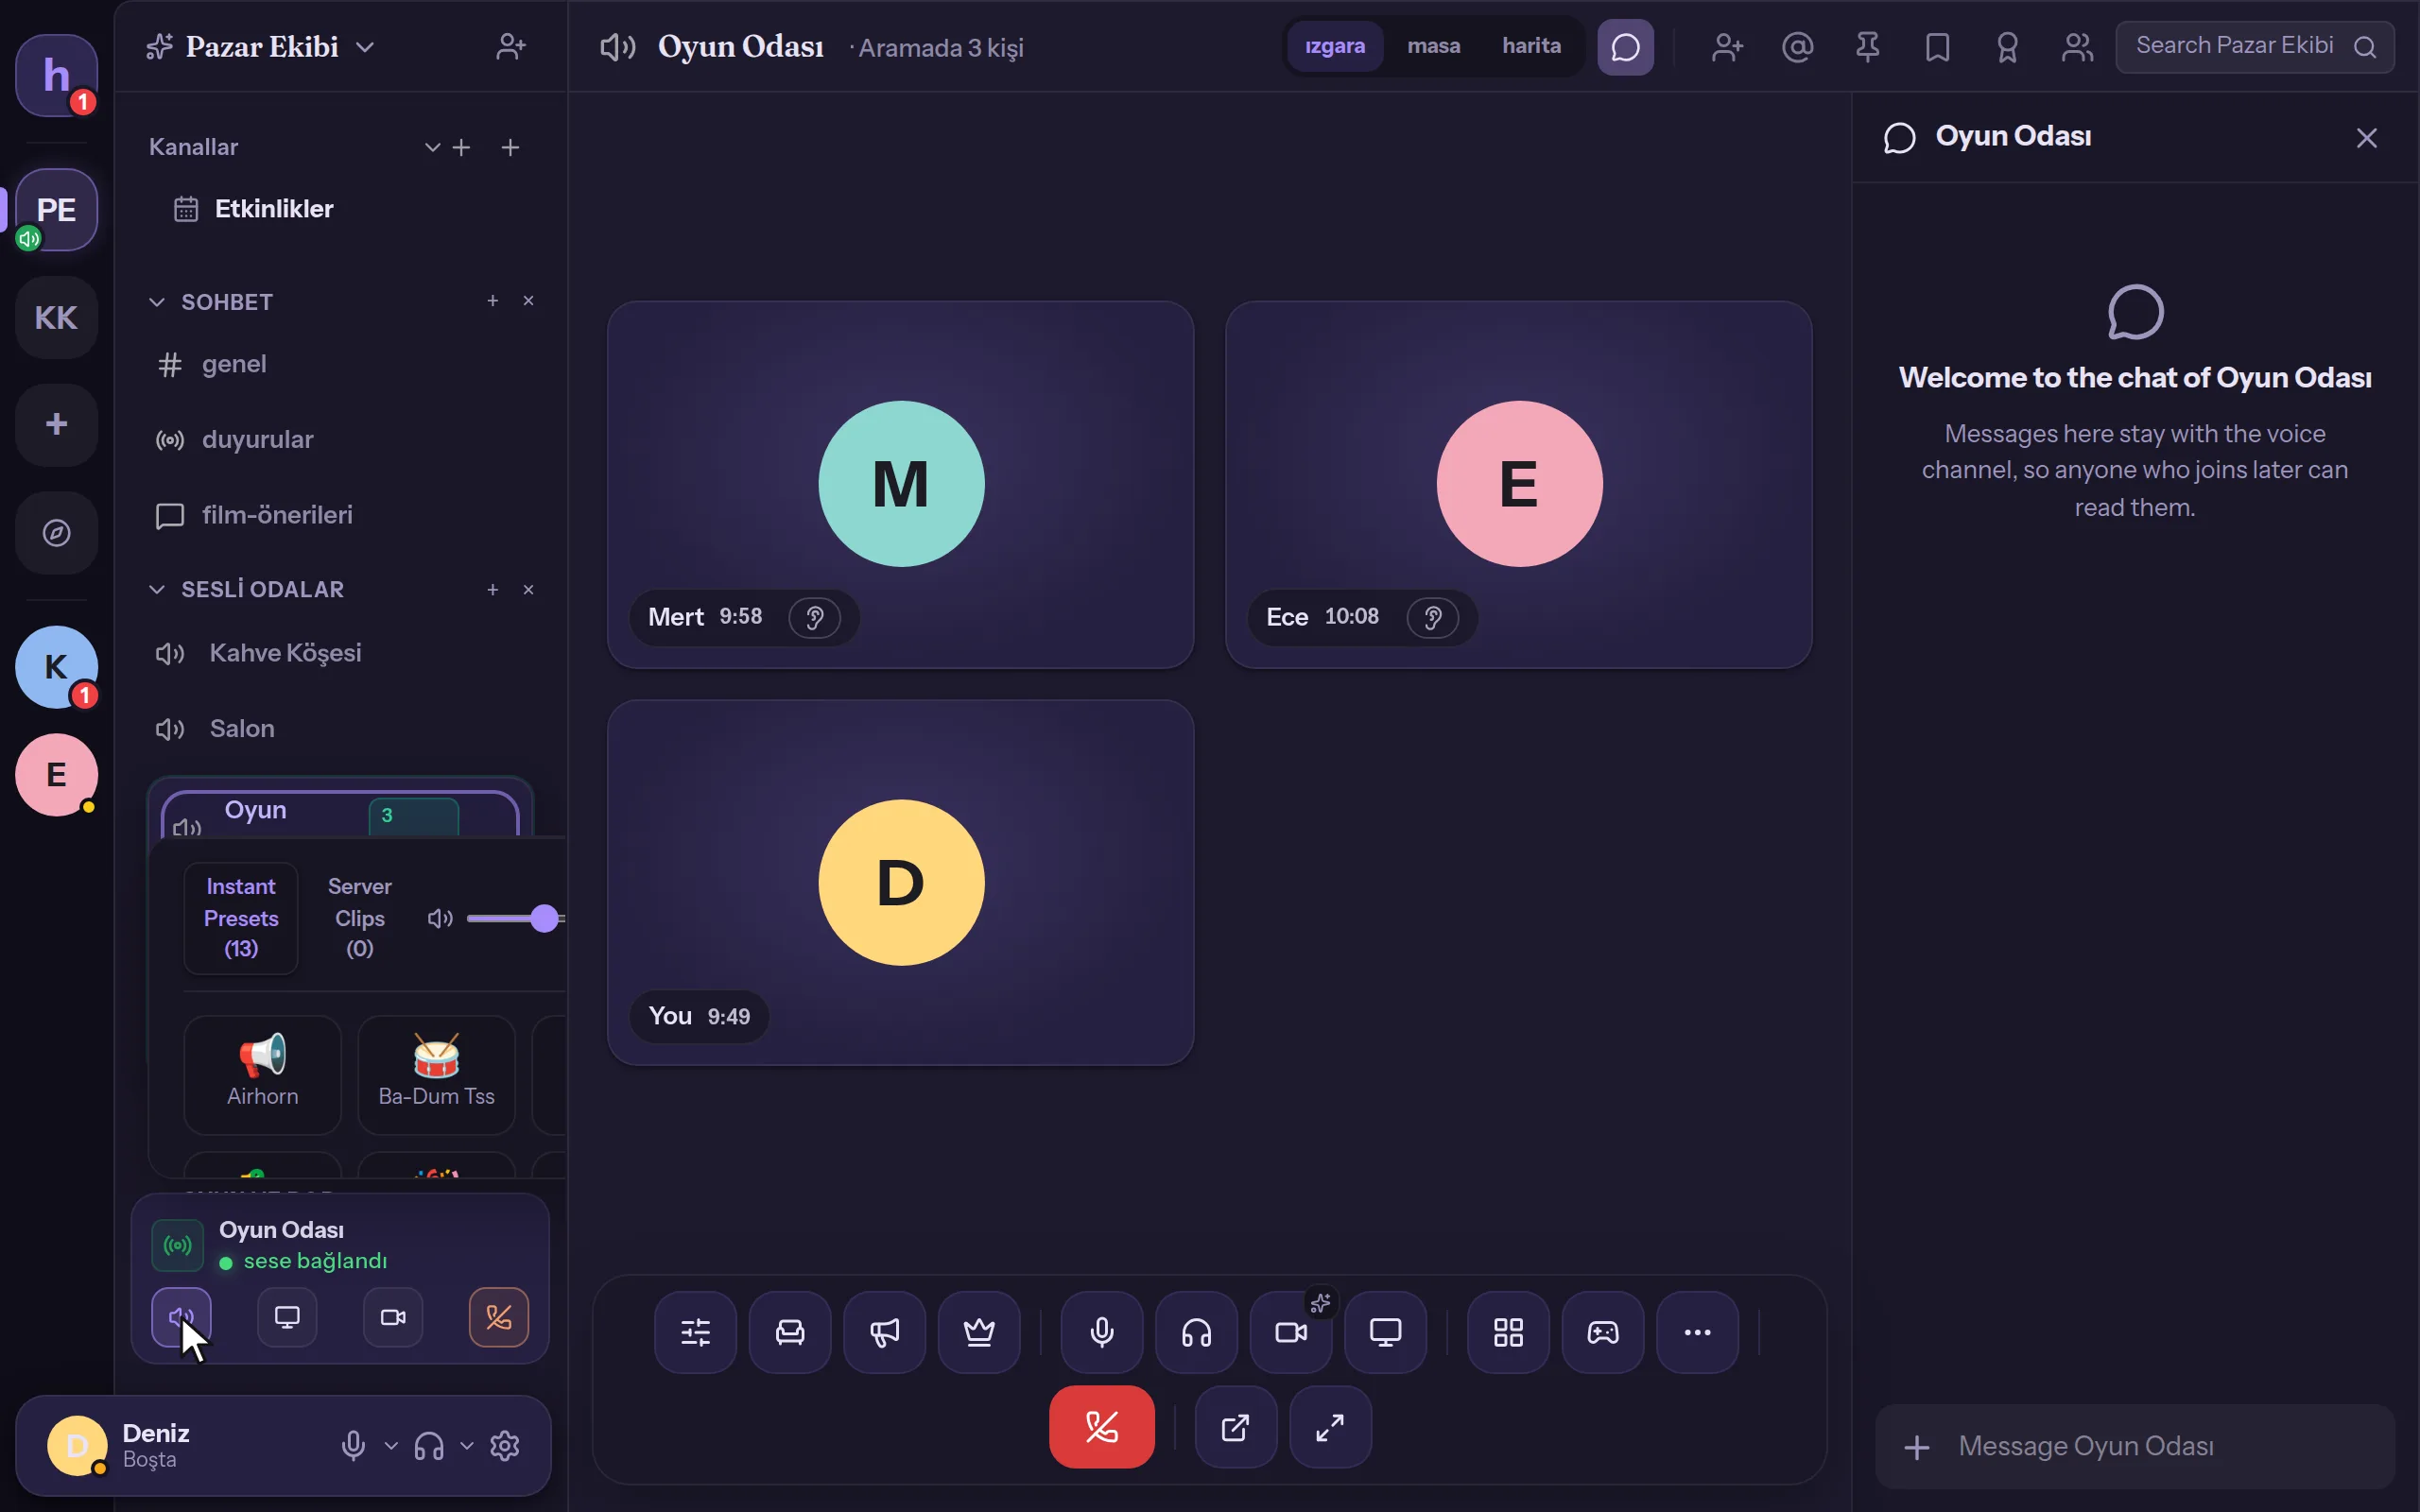 h
1
PE
KK
K
1
E
Pazar Ekibi
Kanallar
Etkinlikler
SOHBET
genel
duyurular
film-önerileri
SESLİ ODALAR
Kahve Köşesi
Salon
Oyun
3
Instant
Presets
(13)
Server
Clips
(0)
Airhorn
Ba-Dum Tss
Oyun Odası
sese bağlandı
D
Deniz
Boşta
Oyun Odası
· Aramada 3 kişi
ızgara
masa
harita
Search Pazar Ekibi
M
Mert 9:58
E
Ece 10:08
D
You 9:49
Oyun Odası
Welcome to the chat of Oyun Odası
Messages here stay with the voice
channel, so anyone who joins later can
read them.
Message Oyun Odası